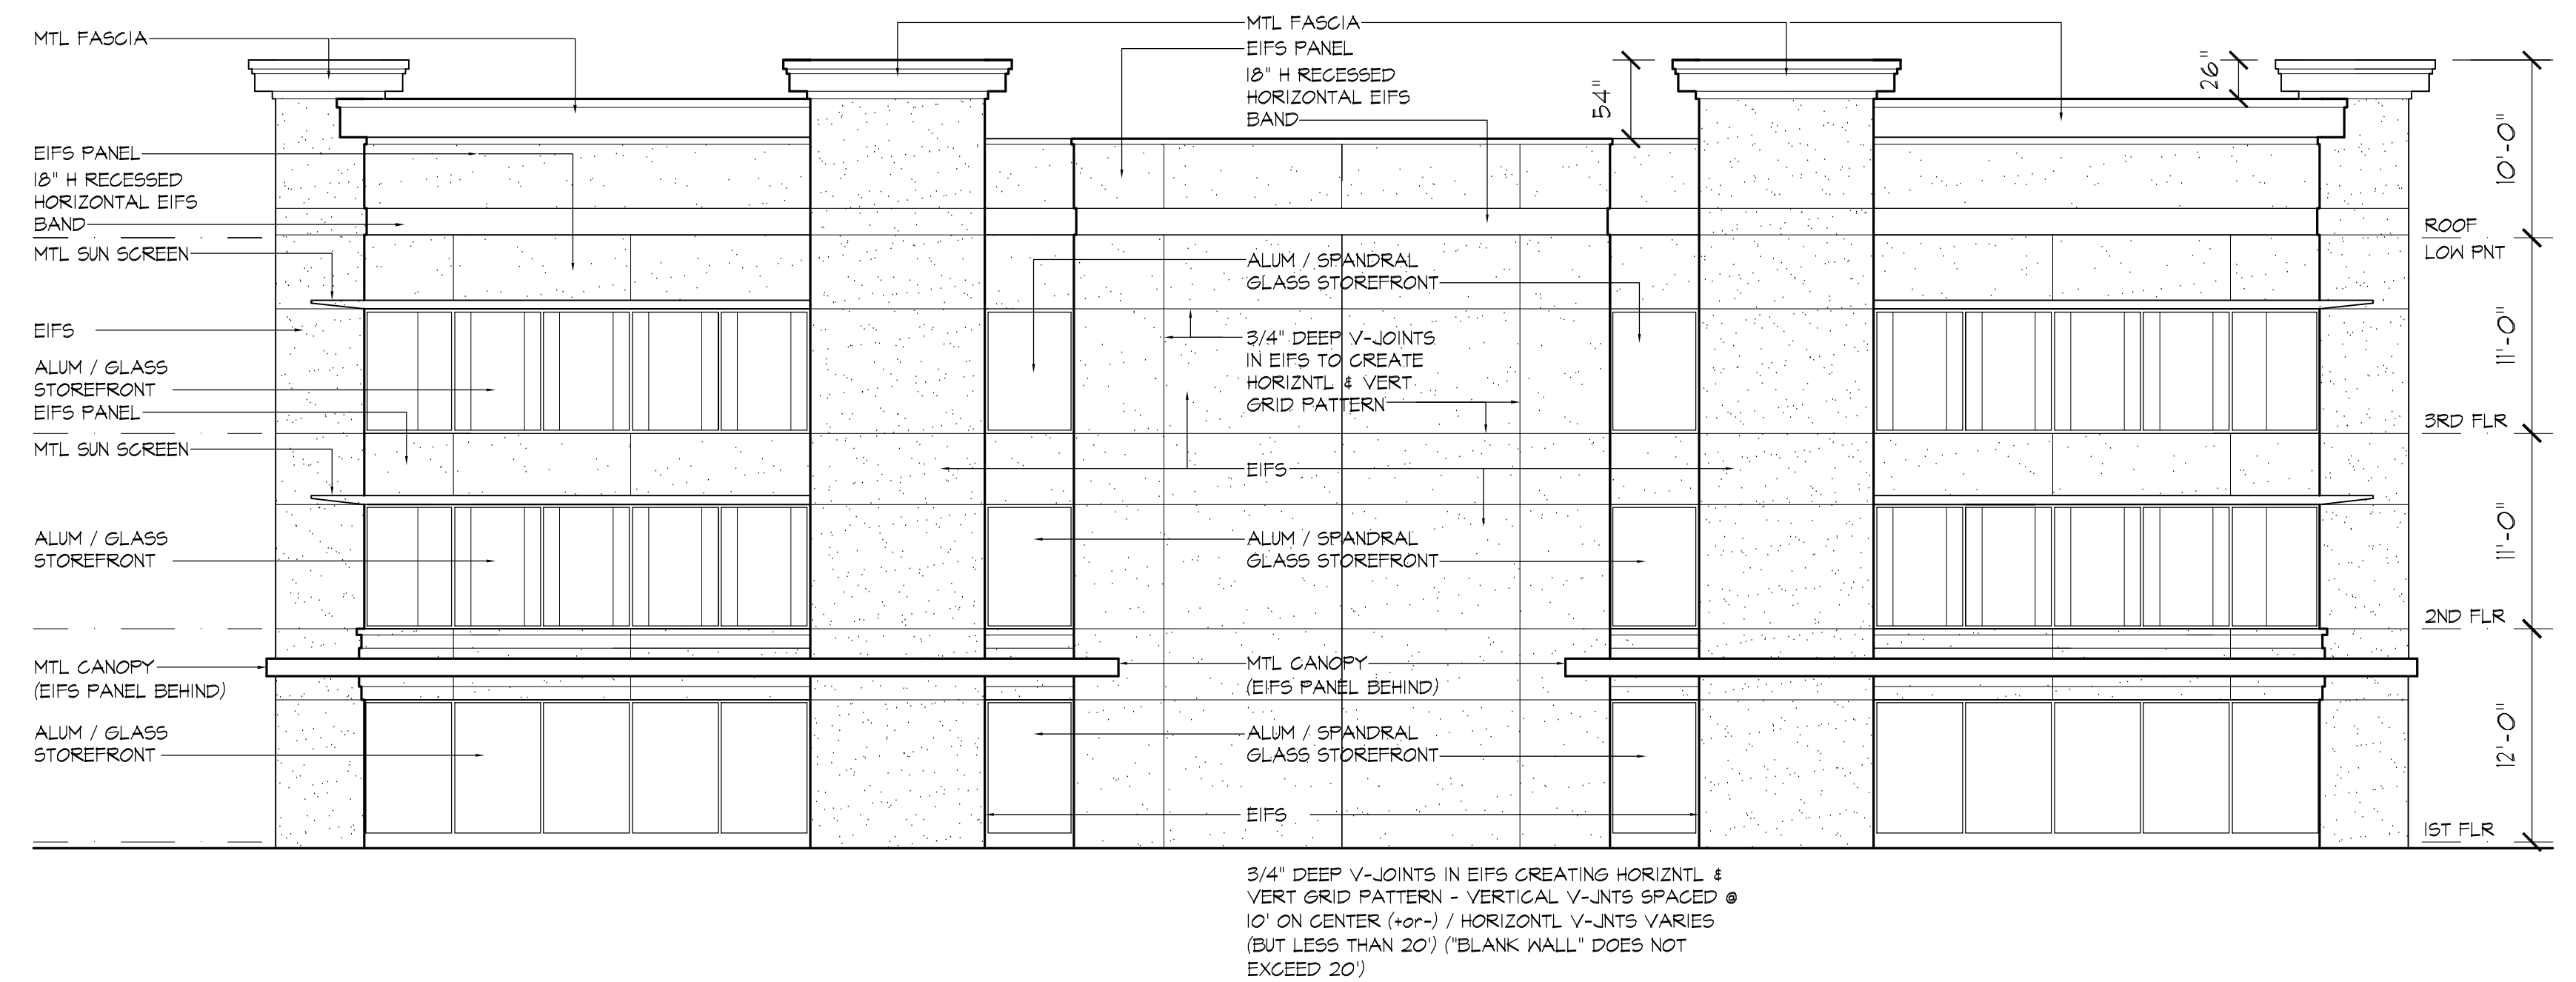 MTL FASCIA
EIFS PANEL
18" H RECESSED
HORIZONTAL EIFS
BAND
MTL SUN SCREEN
EIFS
ALUM / GLASS
STOREFRONT
EIFS PANEL
MTL SUN SCREEN
ALUM / GLASS
STOREFRONT
MTL CANOPY
(EIFS PANEL BEHIND)
ALUM / GLASS
STOREFRONT
MTL FASCIA
EIFS PANEL
18" H RECESSED
HORIZONTAL EIFS
BAND
ALUM / SPANDRAL
GLASS STOREFRONT
3/4" DEEP V-JOINTS
IN EIFS TO CREATE
HORIZNTL & VERT
GRID PATTERN
EIFS
ALUM / SPANDRAL
GLASS STOREFRONT
MTL CANOPY
(EIFS PANEL BEHIND)
ALUM / SPANDRAL
GLASS STOREFRONT
EIFS
3/4" DEEP V-JOINTS IN EIFS CREATING HORIZNTL &
VERT GRID PATTERN - VERTICAL V-JNTS SPACED @
10' ON CENTER (+or-) / HORIZONTL V-JNTS VARIES
(BUT LESS THAN 20') ("BLANK WALL" DOES NOT
EXCEED 20')
54"
26"
10'-0"
ROOF
LOW PNT
11'-0"
3RD FLR
11'-0"
2ND FLR
12'-0"
1ST FLR